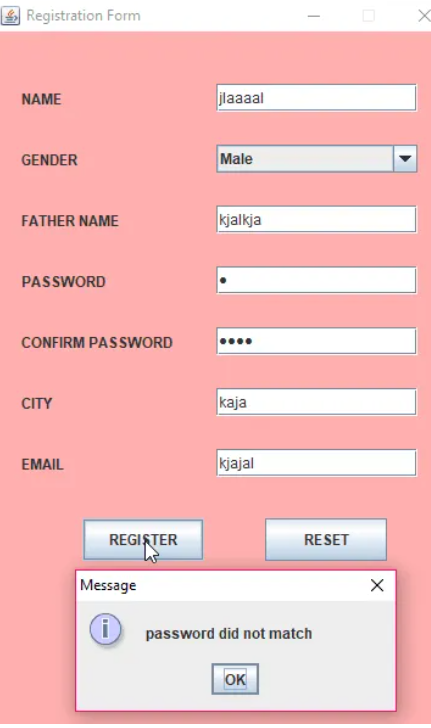 Registration Form
NAME jlaaaal
GENDER Male
FATHER NAME kjalkja
PASSWORD •
CONFIRM PASSWORD ••••
CITY kaja
EMAIL kjajal
REGISTER RESET
Message
password did not match
OK